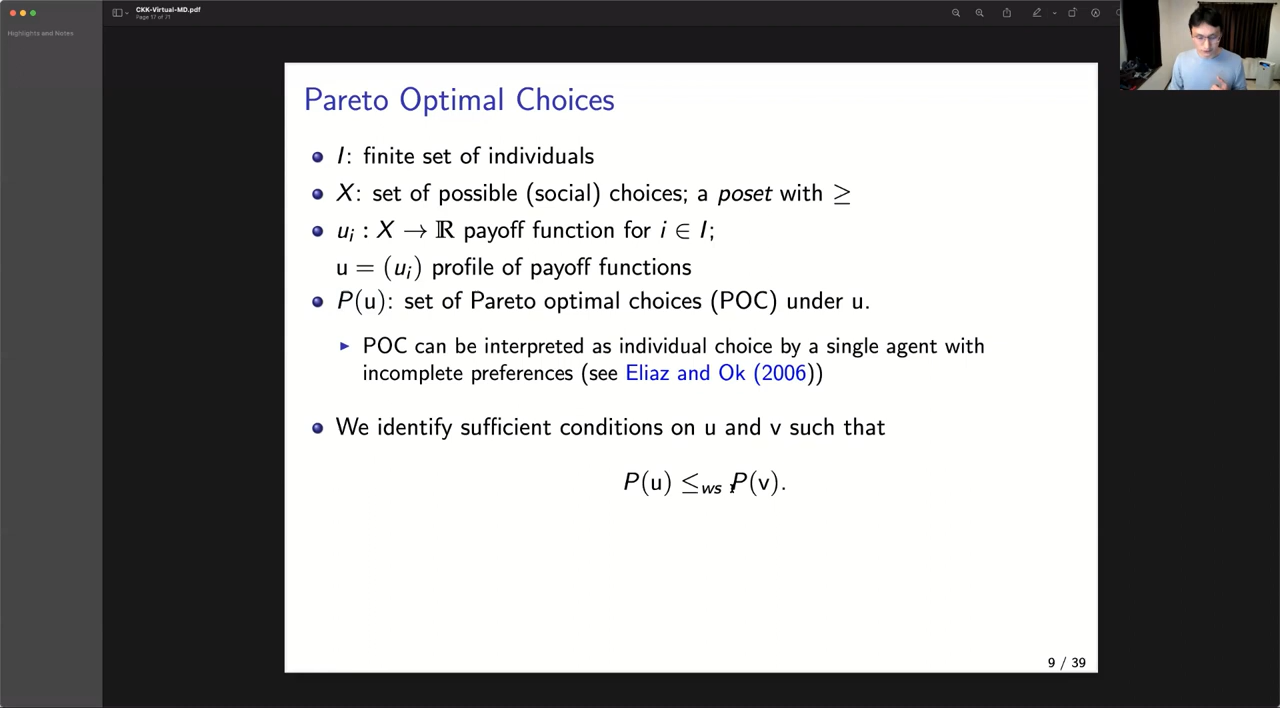 CKK-Virtual-MD.pdf
Page 17 of 71
Highlights and Notes
Pareto Optimal Choices
I: finite set of individuals
X: set of possible (social) choices; a poset with ≥
uᵢ : X → ℝ payoff function for i ∈ I;
u = (uᵢ) profile of payoff functions
P(u): set of Pareto optimal choices (POC) under u.
POC can be interpreted as individual choice by a single agent with
incomplete preferences (see Eliaz and Ok (2006))
We identify sufficient conditions on u and v such that
P(u) ≤ws P(v).
9 / 39